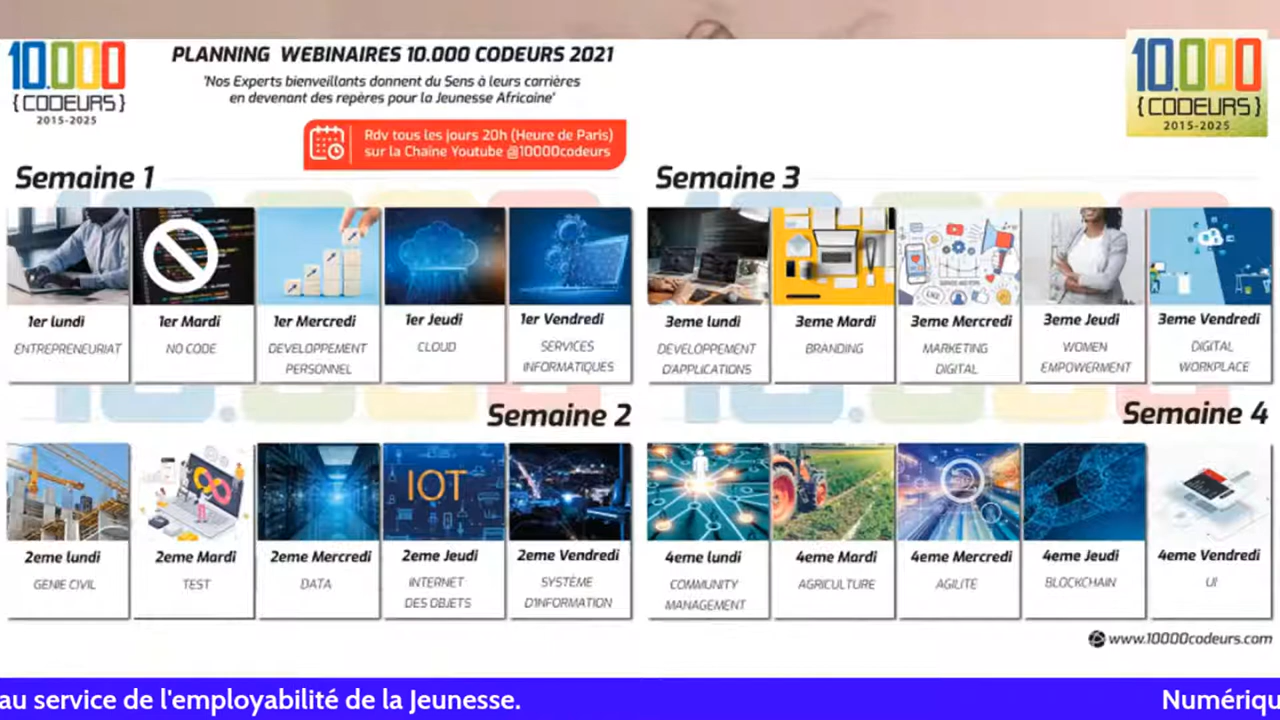 10.000
{CODEURS}
2015-2025
PLANNING WEBINAIRES 10.000 CODEURS 2021
'Nos Experts bienveillants donnent du Sens à leurs carrières
en devenant des repères pour la Jeunesse Africaine'
Rdv tous les jours 20h (Heure de Paris)
sur la Chaîne Youtube @10000codeurs
10.000
{CODEURS}
2015-2025
Semaine 1
1er lundi
ENTREPRENEURIAT
1er Mardi
NO CODE
1er Mercredi
DEVELOPPEMENT
PERSONNEL
1er Jeudi
CLOUD
1er Vendredi
SERVICES
INFORMATIQUES
Semaine 3
3eme lundi
DEVELOPPEMENT
D'APPLICATIONS
3eme Mardi
BRANDING
3eme Mercredi
MARKETING
DIGITAL
3eme Jeudi
WOMEN
EMPOWERMENT
3eme Vendredi
DIGITAL
WORKPLACE
Semaine 2
2eme lundi
GENIE CIVIL
2eme Mardi
TEST
2eme Mercredi
DATA
IOT
2eme Jeudi
INTERNET
DES OBJETS
2eme Vendredi
SYSTÈME
D'INFORMATION
Semaine 4
4eme lundi
COMMUNITY
MANAGEMENT
4eme Mardi
AGRICULTURE
4eme Mercredi
AGILITE
4eme Jeudi
BLOCKCHAIN
4eme Vendredi
UI
www.10000codeurs.com
au service de l'employabilité de la Jeunesse.
Numériqu